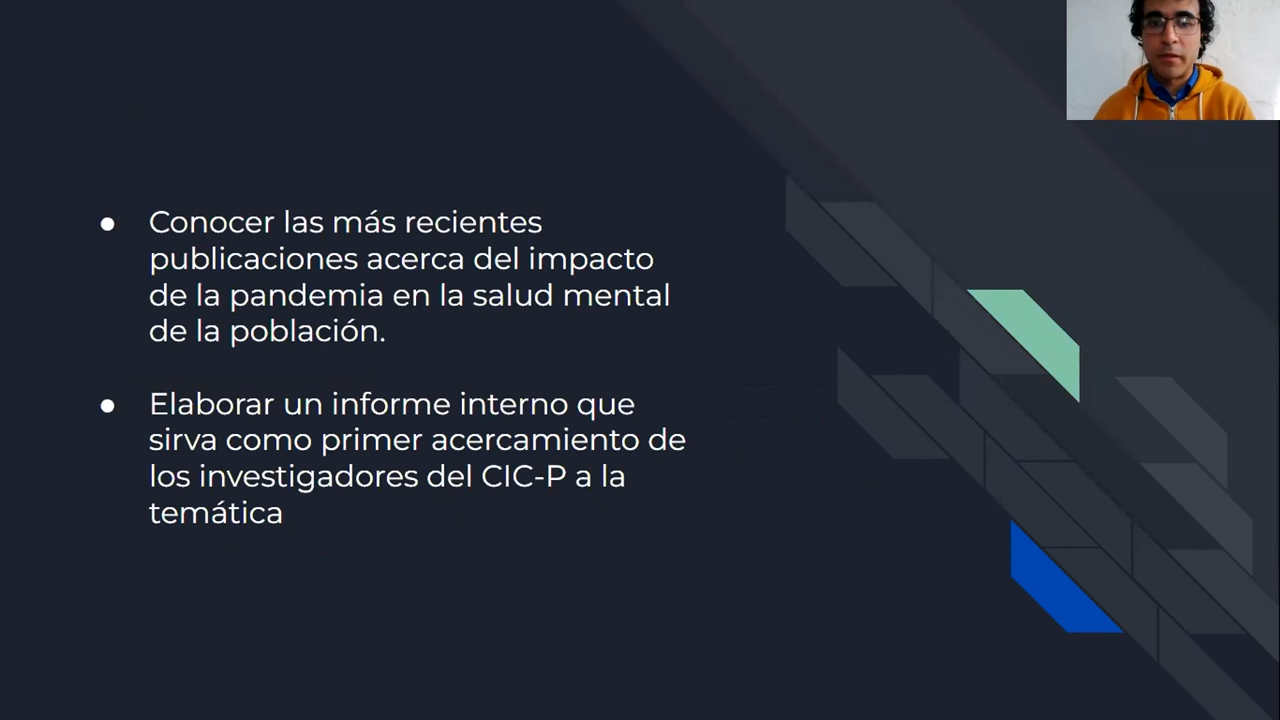 ● Conocer las más recientes
publicaciones acerca del impacto
de la pandemia en la salud mental
de la población.
● Elaborar un informe interno que
sirva como primer acercamiento de
los investigadores del CIC-P a la
temática